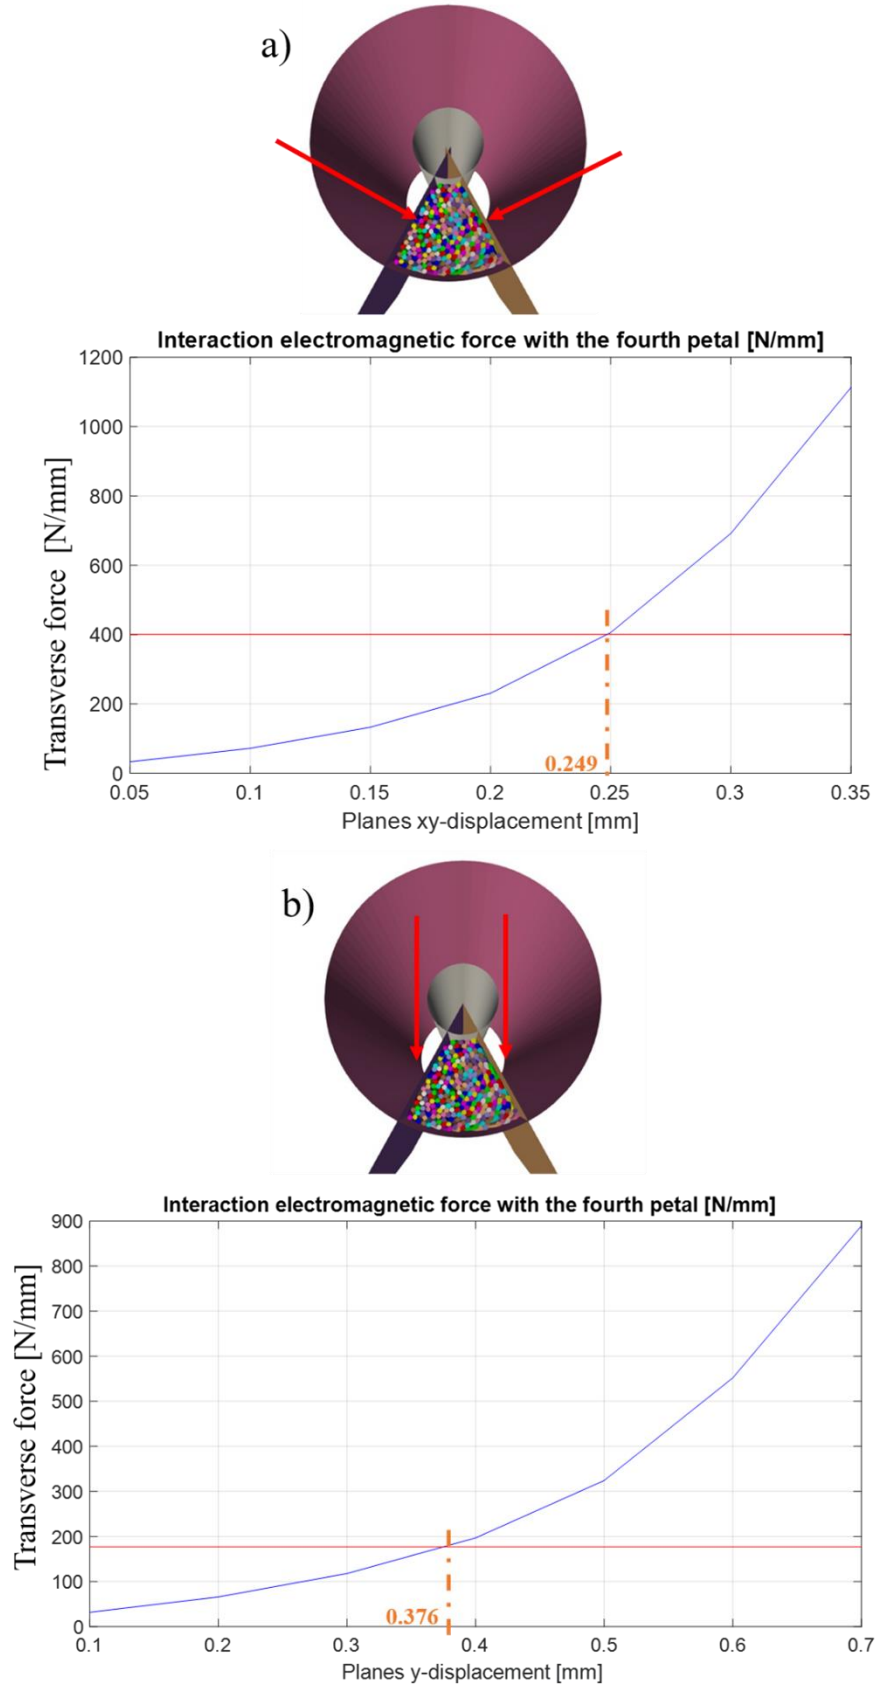 a)
Interaction electromagnetic force with the fourth petal [N/mm]
Transverse force [N/mm]
1200
1000
800
600
400
200
0
0.249
0.05 0.1 0.15 0.2 0.25 0.3 0.35
Planes xy-displacement [mm]
b)
Interaction electromagnetic force with the fourth petal [N/mm]
Transverse force [N/mm]
900
800
700
600
500
400
300
200
100
0
0.376
0.1 0.2 0.3 0.4 0.5 0.6 0.7
Planes y-displacement [mm]